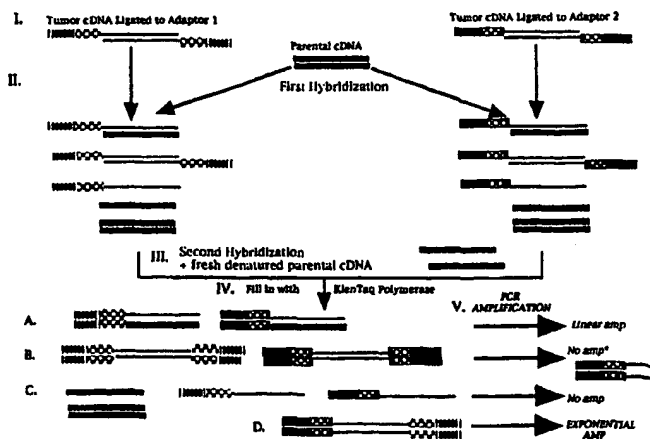 I.
Tumor cDNA Ligated to Adaptor 1
Tumor cDNA Ligated to Adaptor 2
Parental cDNA
II.
First Hybridization
III. Second Hybridization
+ fresh denatured parental cDNA
IV. Fill in with KlenTaq Polymerase
V. PCR
AMPLIFICATION
A.
Linear amp
B.
No amp*
C.
No amp
D.
EXPONENTIAL
AMP